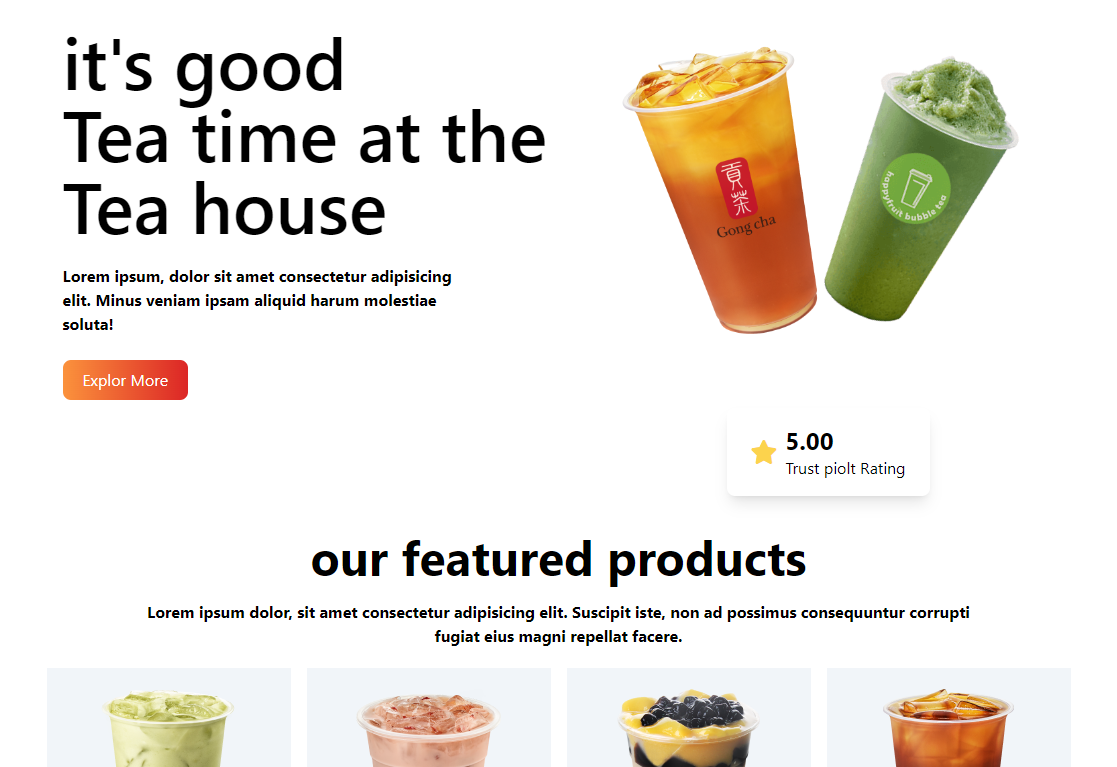 it's good
Tea time at the
Tea house
Lorem ipsum, dolor sit amet consectetur adipisicing
elit. Minus veniam ipsam aliquid harum molestiae
soluta!
Explor More
貢茶
Gong cha
happyfruit bubble tea
5.00
Trust piolt Rating
our featured products
Lorem ipsum dolor, sit amet consectetur adipisicing elit. Suscipit iste, non ad possimus consequuntur corrupti
fugiat eius magni repellat facere.